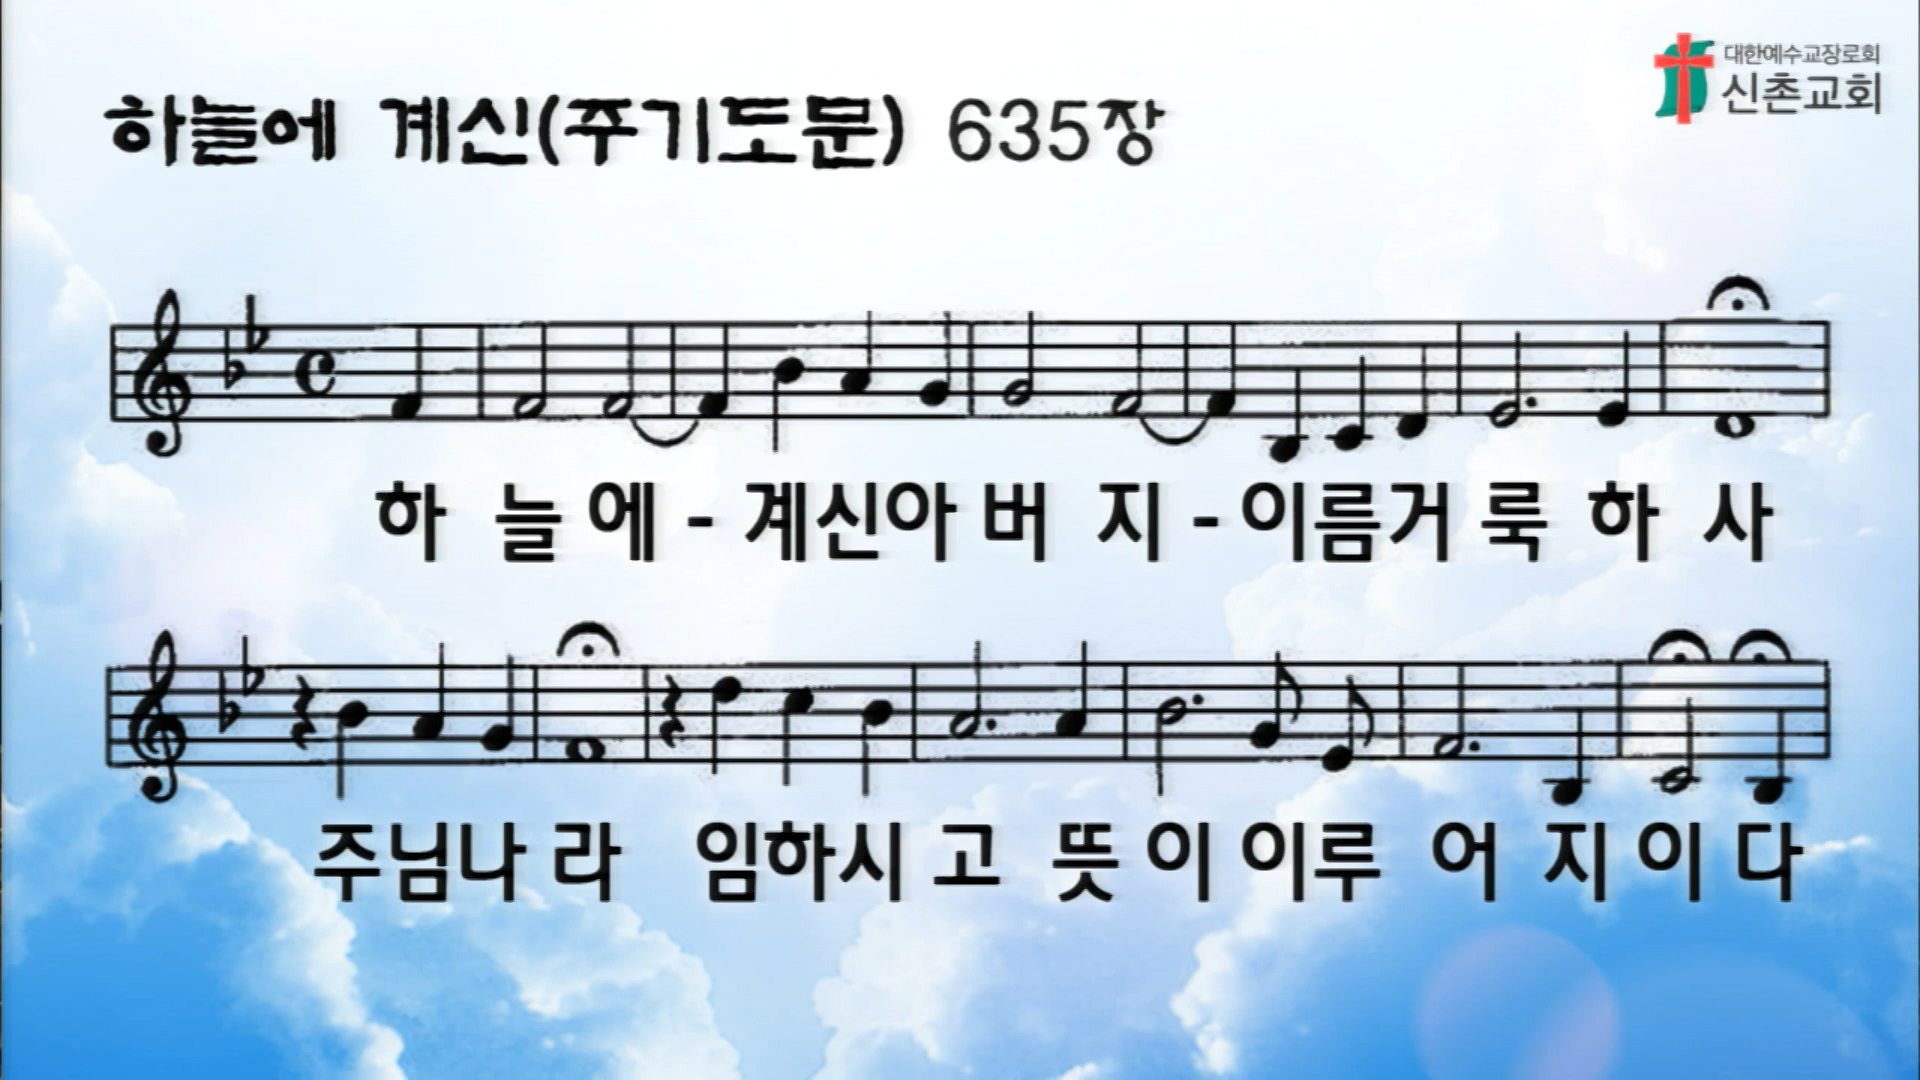 대한예수교장로회
신촌교회
하늘에 계신(주기도문) 635장
하 늘 에 - 계신아 버 지 - 이름거 룩 하 사
주님나 라 임하시 고 뜻 이 이루 어 지 이 다